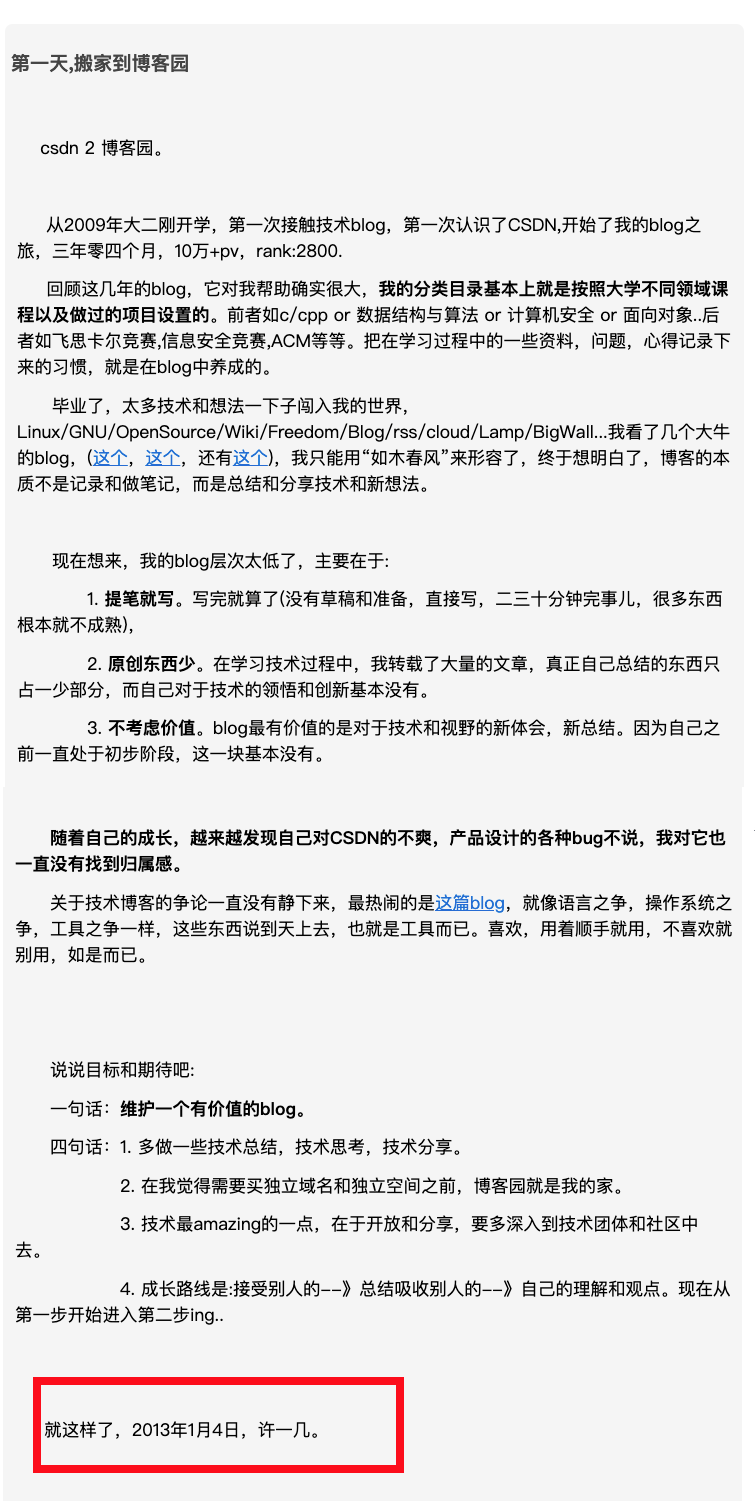 第一天,搬家到博客园
csdn 2 博客园。
从2009年大二刚开学，第一次接触技术blog，第一次认识了CSDN,开始了我的blog之
旅，三年零四个月，10万+pv，rank:2800.
回顾这几年的blog，它对我帮助确实很大，我的分类目录基本上就是按照大学不同领域课
程以及做过的项目设置的。前者如c/cpp or 数据结构与算法 or 计算机安全 or 面向对象..后
者如飞思卡尔竞赛,信息安全竞赛,ACM等等。把在学习过程中的一些资料，问题，心得记录下
来的习惯，就是在blog中养成的。
毕业了，太多技术和想法一下子闯入我的世界，
Linux/GNU/OpenSource/Wiki/Freedom/Blog/rss/cloud/Lamp/BigWall...我看了几个大牛
的blog，(这个，这个，还有这个)，我只能用“如木春风”来形容了，终于想明白了，博客的本
质不是记录和做笔记，而是总结和分享技术和新想法。
现在想来，我的blog层次太低了，主要在于:
1. 提笔就写。写完就算了(没有草稿和准备，直接写，二三十分钟完事儿，很多东西
根本就不成熟)，
2. 原创东西少。在学习技术过程中，我转载了大量的文章，真正自己总结的东西只
占一少部分，而自己对于技术的领悟和创新基本没有。
3. 不考虑价值。blog最有价值的是对于技术和视野的新体会，新总结。因为自己之
前一直处于初步阶段，这一块基本没有。
随着自己的成长，越来越发现自己对CSDN的不爽，产品设计的各种bug不说，我对它也
一直没有找到归属感。
关于技术博客的争论一直没有静下来，最热闹的是这篇blog，就像语言之争，操作系统之
争，工具之争一样，这些东西说到天上去，也就是工具而已。喜欢，用着顺手就用，不喜欢就
别用，如是而已。
说说目标和期待吧:
一句话：维护一个有价值的blog。
四句话：1. 多做一些技术总结，技术思考，技术分享。
2. 在我觉得需要买独立域名和独立空间之前，博客园就是我的家。
3. 技术最amazing的一点，在于开放和分享，要多深入到技术团体和社区中
去。
4. 成长路线是:接受别人的--》总结吸收别人的--》自己的理解和观点。现在从
第一步开始进入第二步ing..
就这样了，2013年1月4日，许一几。